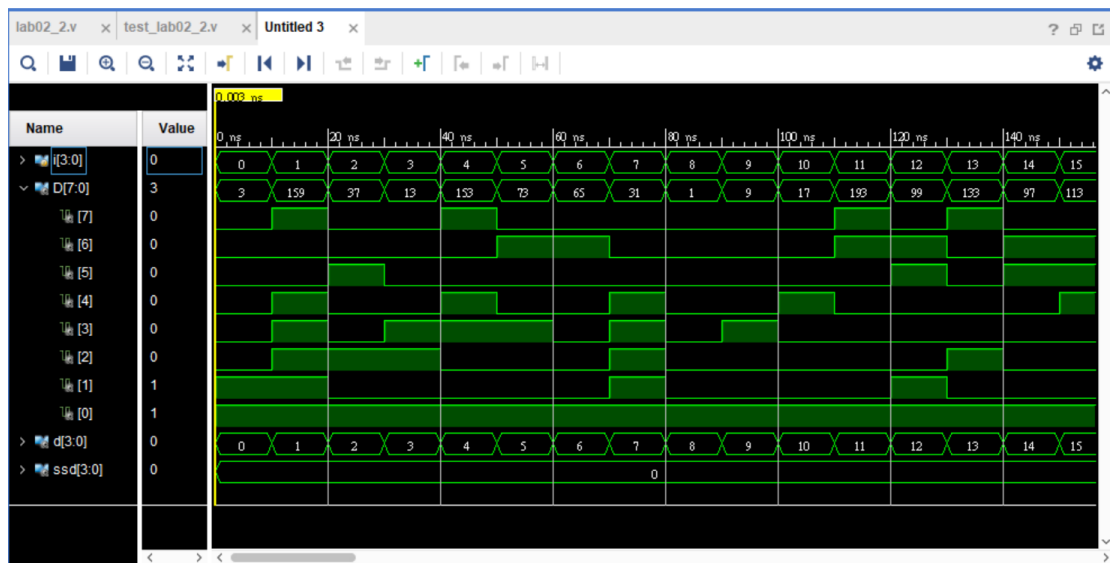 lab02_2.v × test_lab02_2.v × Untitled 3 ×
0.003 ns
Name Value 0 ns 20 ns 40 ns 60 ns 80 ns 100 ns 120 ns 140 ns
i[3:0] 0 0 1 2 3 4 5 6 7 8 9 10 11 12 13 14 15
D[7:0] 3 3 159 37 13 153 73 65 31 1 9 17 193 99 133 97 113
[7] 0
[6] 0
[5] 0
[4] 0
[3] 0
[2] 0
[1] 1
[0] 1
d[3:0] 0 0 1 2 3 4 5 6 7 8 9 10 11 12 13 14 15
ssd[3:0] 0 0